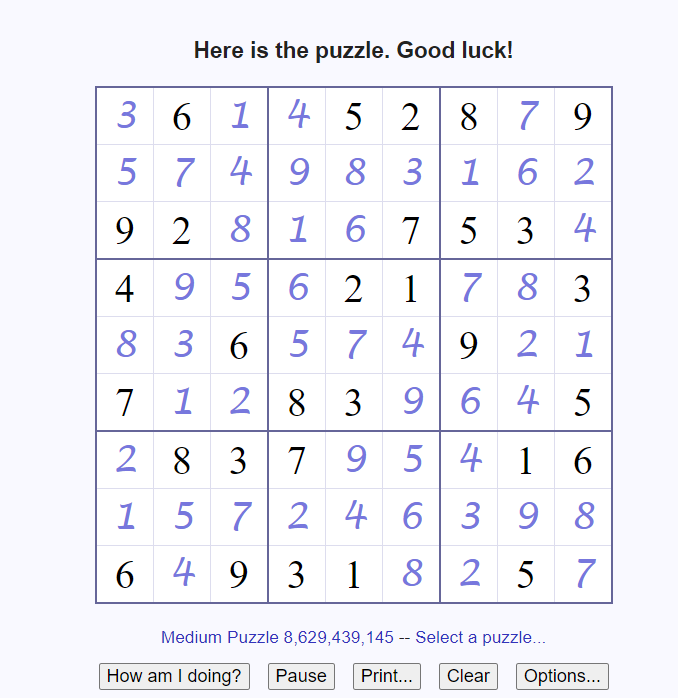 Here is the puzzle. Good luck!
3 6 1 4 5 2 8 7 9
5 7 4 9 8 3 1 6 2
9 2 8 1 6 7 5 3 4
4 9 5 6 2 1 7 8 3
8 3 6 5 7 4 9 2 1
7 1 2 8 3 9 6 4 5
2 8 3 7 9 5 4 1 6
1 5 7 2 4 6 3 9 8
6 4 9 3 1 8 2 5 7
Medium Puzzle 8,629,439,145 -- Select a puzzle...
How am I doing? Pause Print... Clear Options...